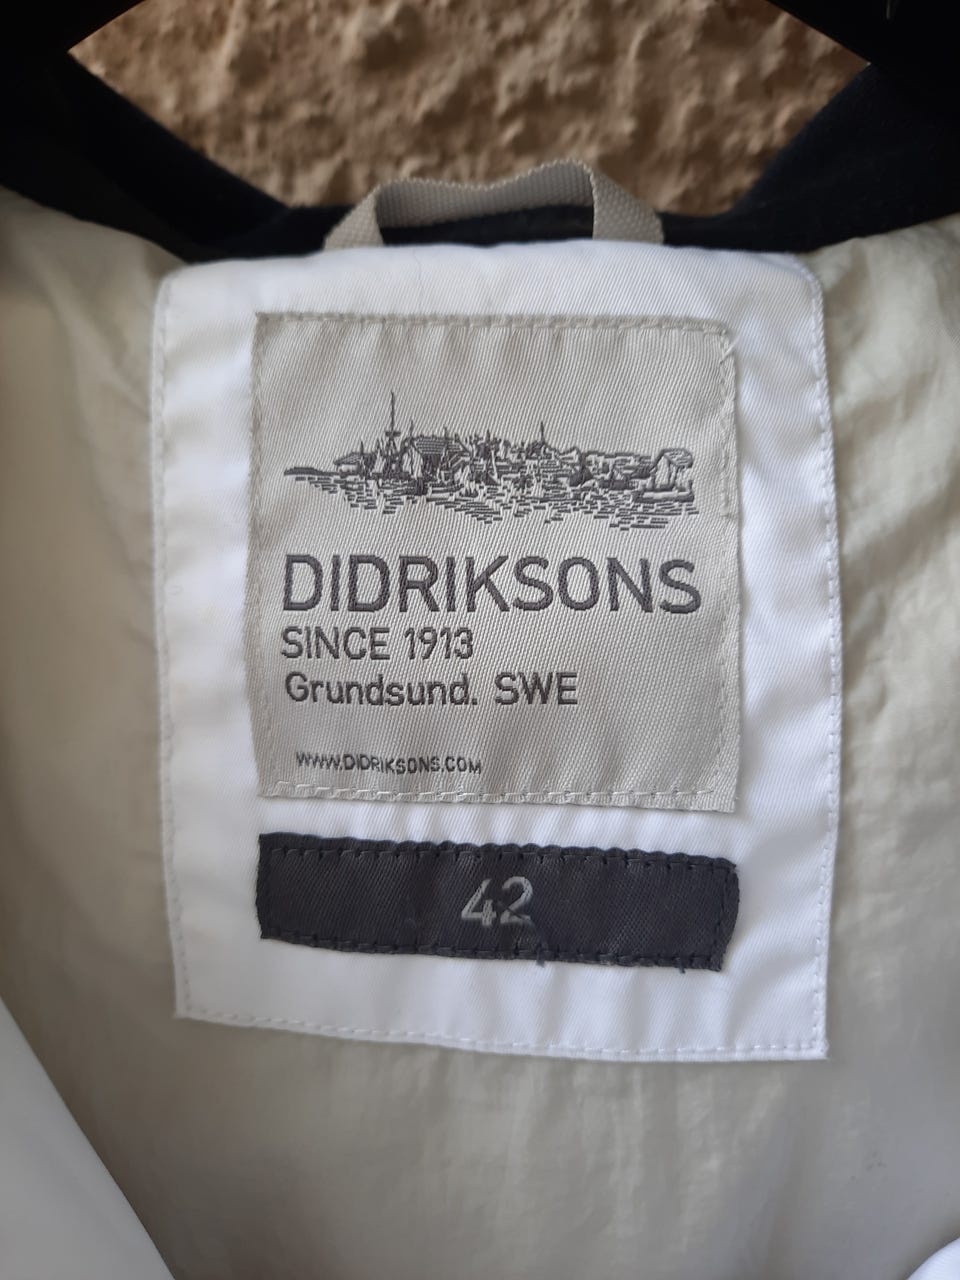 DIDRIKSONS
SINCE 1913
Grundsund. SWE
WWW.DIDRIKSONS.COM
42